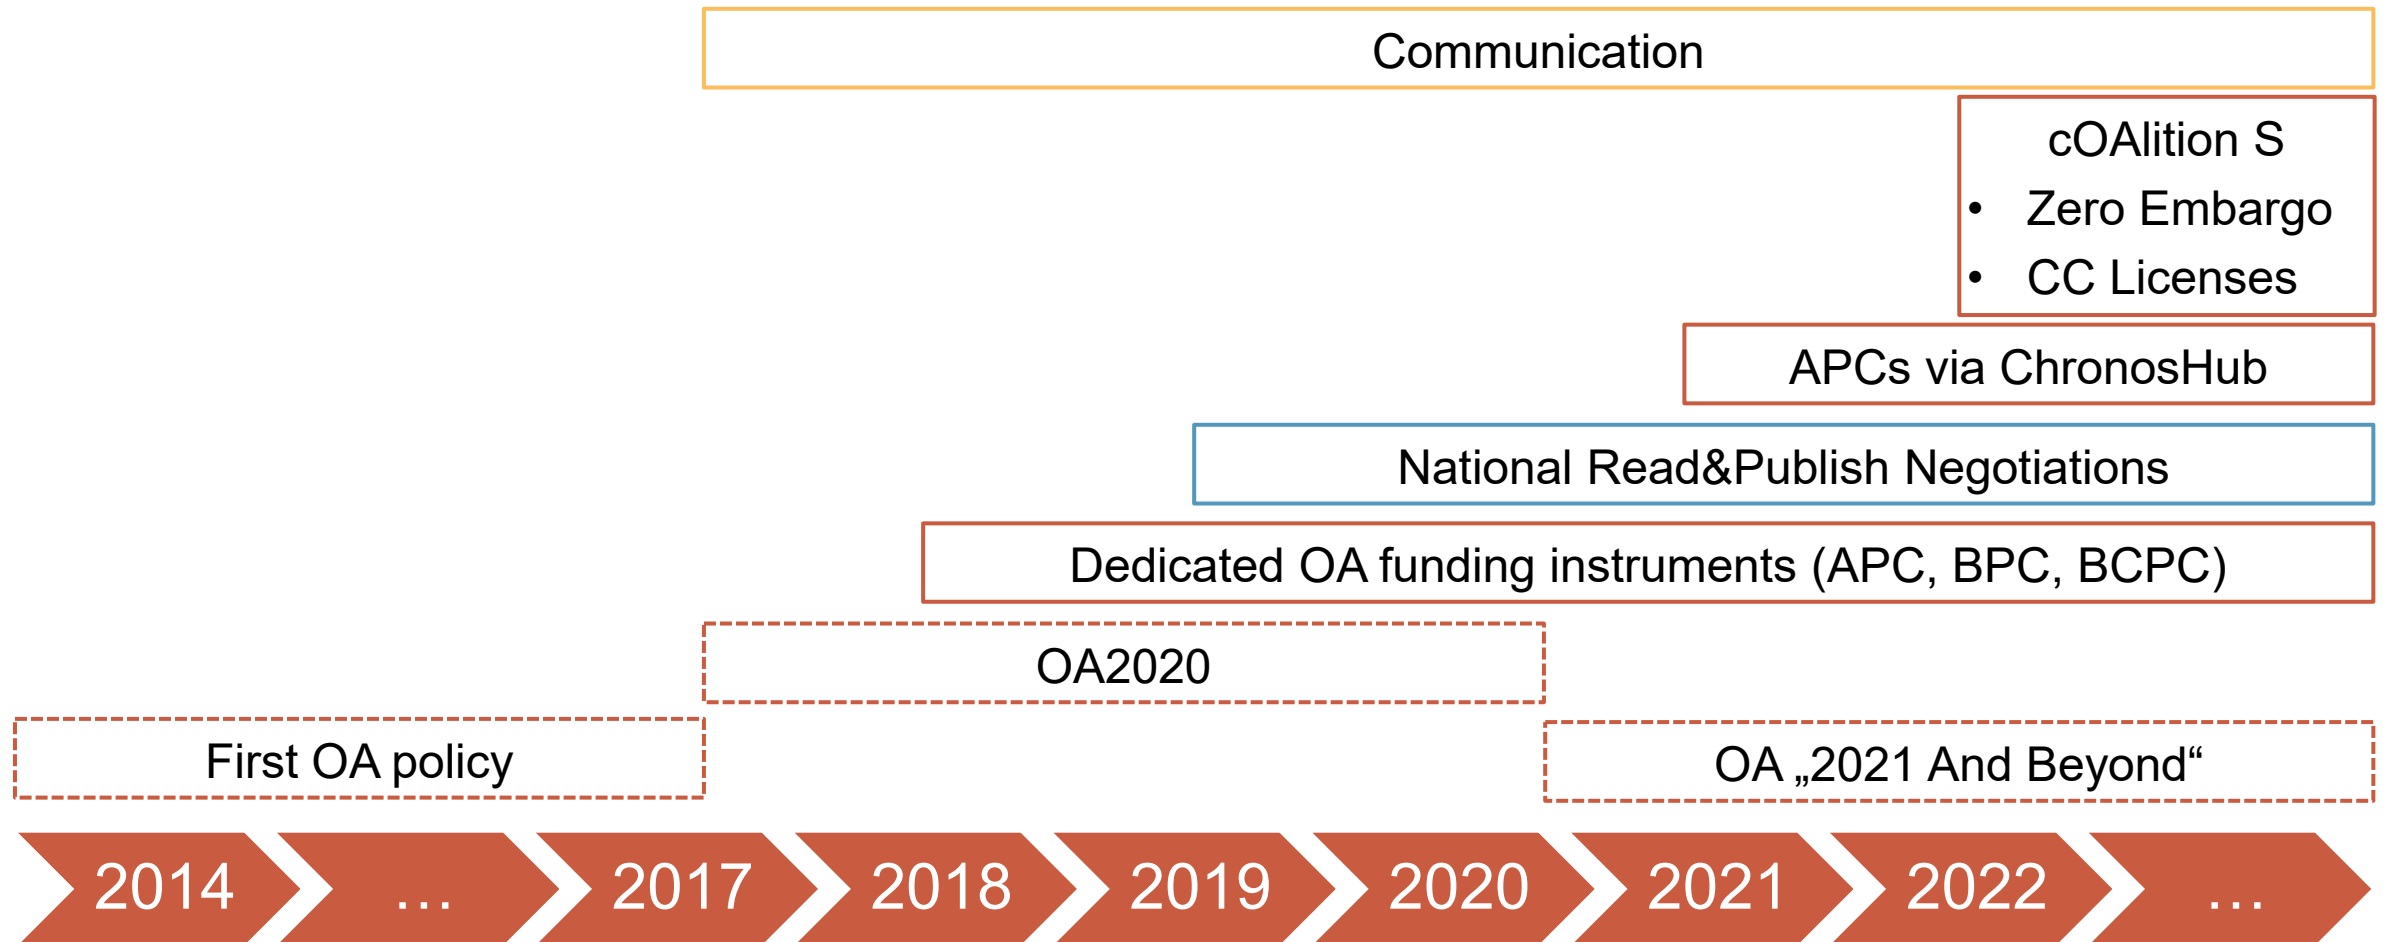 Communication
cOAlition S
• Zero Embargo
• CC Licenses
APCs via ChronosHub
National Read&Publish Negotiations
Dedicated OA funding instruments (APC, BPC, BCPC)
OA2020
First OA policy
OA „2021 And Beyond“
2014
…
2017
2018
2019
2020
2021
2022
…